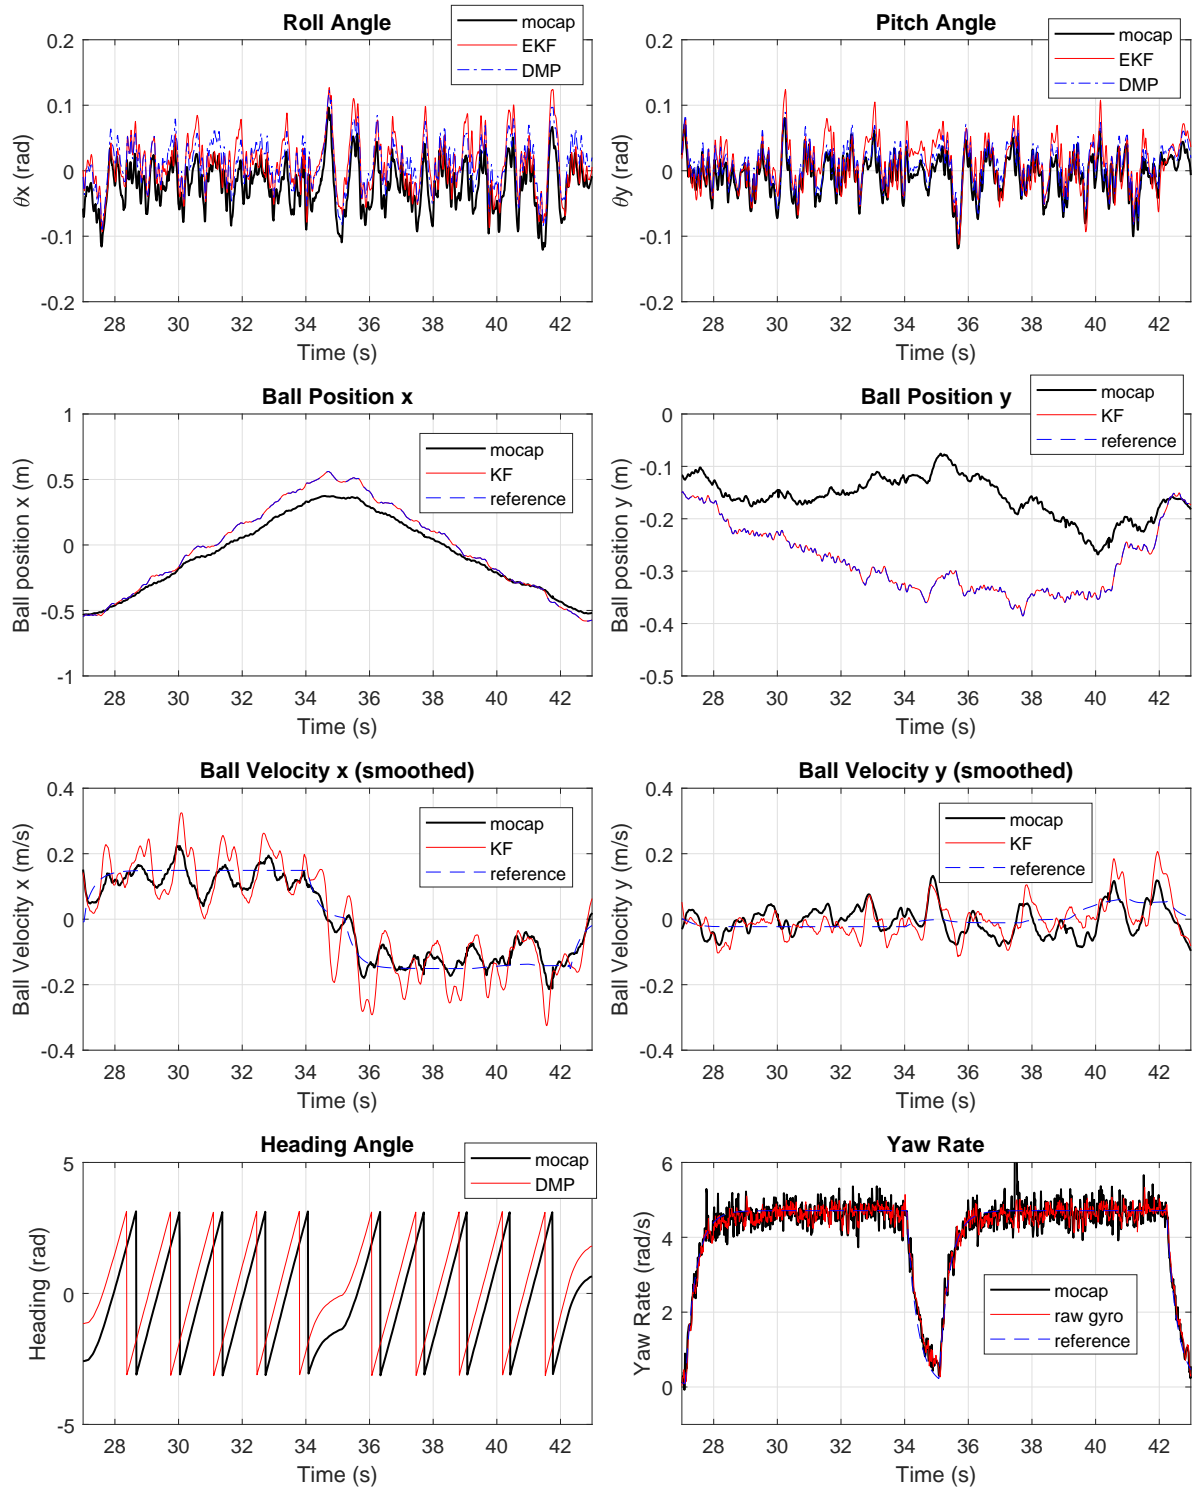 Roll Angle
mocap
EKF
DMP
0.2
0.1
0
-0.1
-0.2
θx (rad)
28 30 32 34 36 38 40 42
Time (s)
Pitch Angle
mocap
EKF
DMP
0.2
0.1
0
-0.1
-0.2
θy (rad)
28 30 32 34 36 38 40 42
Time (s)
Ball Position x
mocap
KF
reference
1
0.5
0
-0.5
-1
Ball position x (m)
28 30 32 34 36 38 40 42
Time (s)
Ball Position y
mocap
KF
reference
0
-0.1
-0.2
-0.3
-0.4
-0.5
Ball position y (m)
28 30 32 34 36 38 40 42
Time (s)
Ball Velocity x (smoothed)
mocap
KF
reference
0.4
0.2
0
-0.2
-0.4
Ball Velocity x (m/s)
28 30 32 34 36 38 40 42
Time (s)
Ball Velocity y (smoothed)
mocap
KF
reference
0.4
0.2
0
-0.2
-0.4
Ball Velocity y (m/s)
28 30 32 34 36 38 40 42
Time (s)
Heading Angle
mocap
DMP
5
0
-5
Heading (rad)
28 30 32 34 36 38 40 42
Time (s)
Yaw Rate
6
4
2
0
Yaw Rate (rad/s)
mocap
raw gyro
reference
28 30 32 34 36 38 40 42
Time (s)